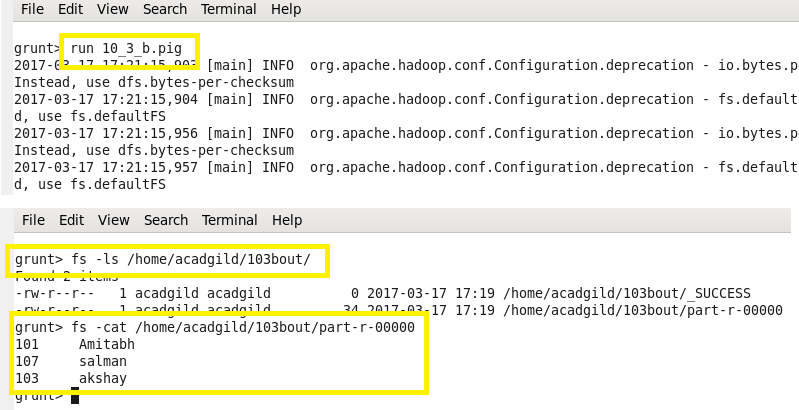 File Edit View Search Terminal Help
grunt> run 10_3_b.pig
2017-03-17 17:21:15,903 [main] INFO  org.apache.hadoop.conf.Configuration.deprecation - io.bytes.p
Instead, use dfs.bytes-per-checksum
2017-03-17 17:21:15,904 [main] INFO  org.apache.hadoop.conf.Configuration.deprecation - fs.default
d, use fs.defaultFS
2017-03-17 17:21:15,956 [main] INFO  org.apache.hadoop.conf.Configuration.deprecation - io.bytes.p
Instead, use dfs.bytes-per-checksum
2017-03-17 17:21:15,957 [main] INFO  org.apache.hadoop.conf.Configuration.deprecation - fs.default
d, use fs.defaultFS
File Edit View Search Terminal Help
grunt> fs -ls /home/acadgild/103bout/
Found 2 items
-rw-r--r--   1 acadgild acadgild          0 2017-03-17 17:19 /home/acadgild/103bout/_SUCCESS
-rw-r--r--   1 acadgild acadgild         34 2017-03-17 17:19 /home/acadgild/103bout/part-r-00000
grunt> fs -cat /home/acadgild/103bout/part-r-00000
101     Amitabh
107     salman
103     akshay
grunt>